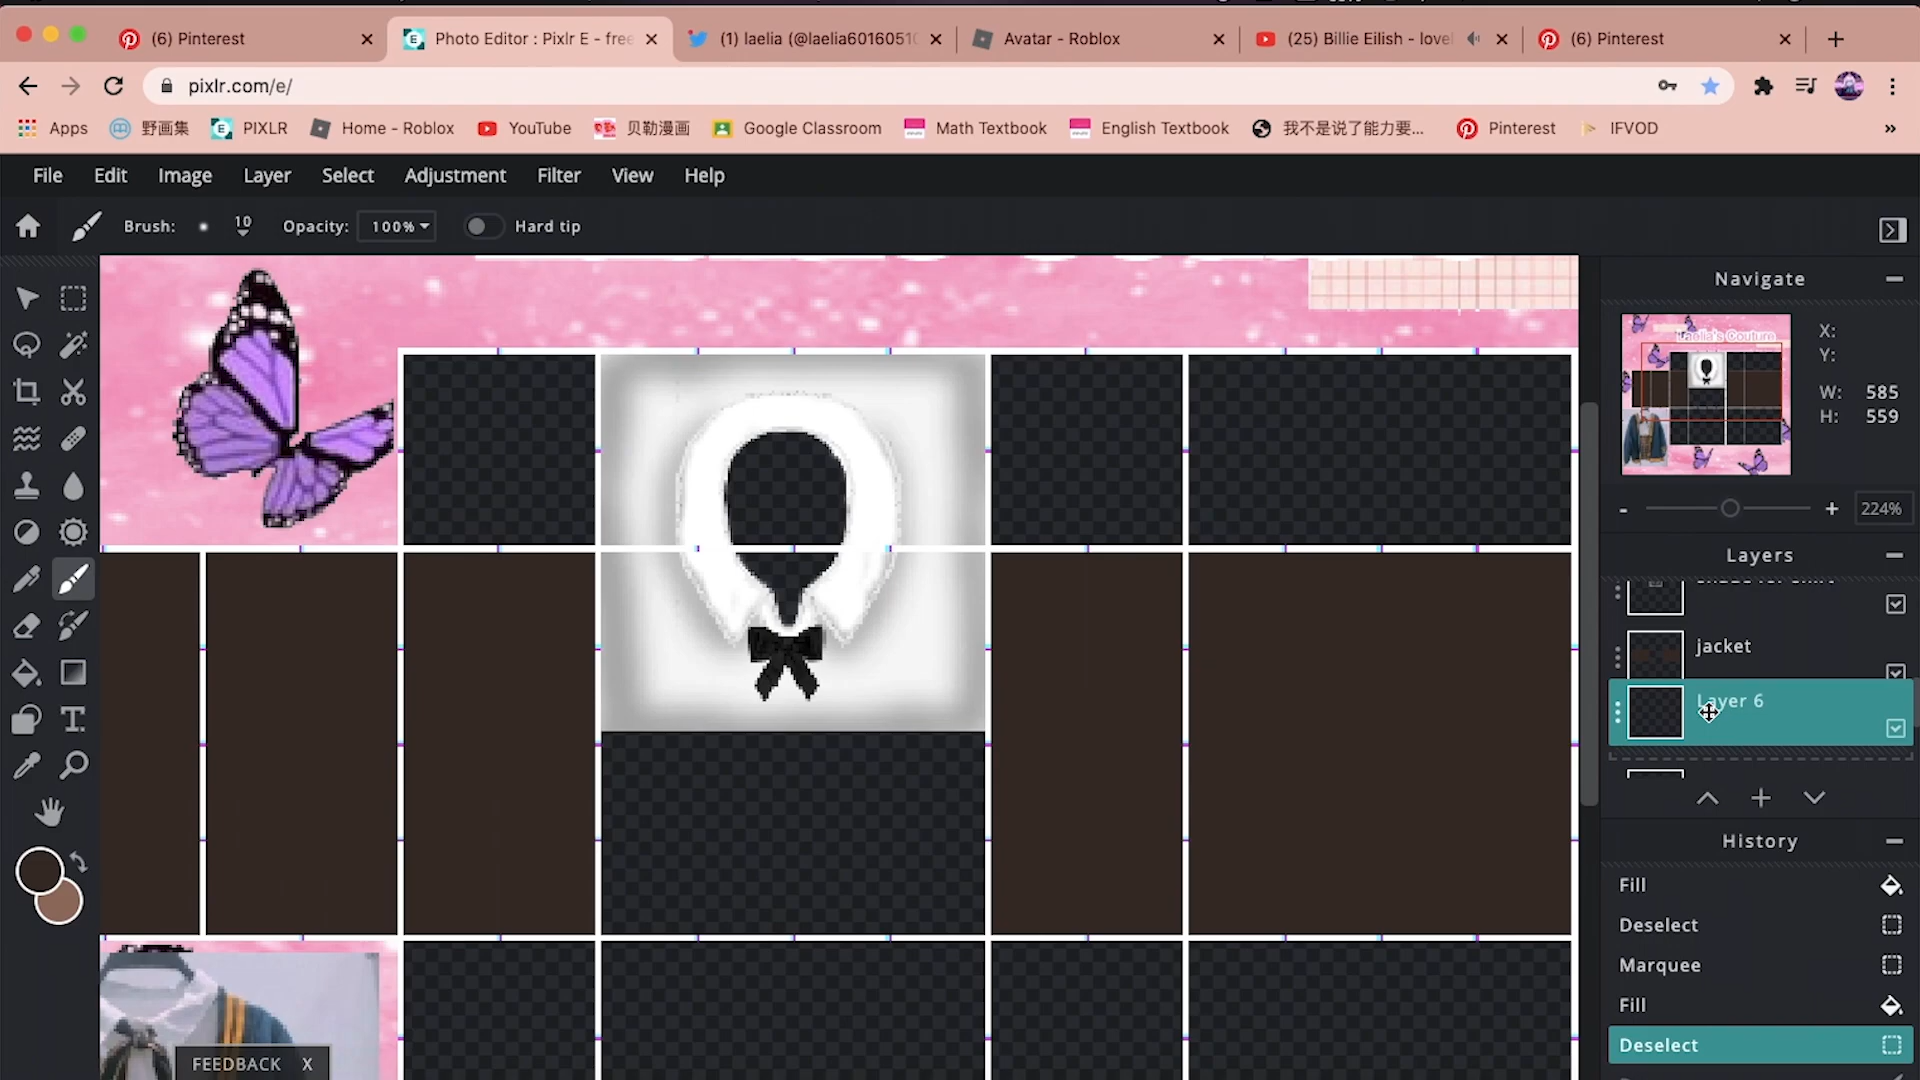 (6) Pinterest
Photo Editor : Pixlr E - free
(1) laelia (@laelia6016051
Avatar - Roblox
(25) Billie Eilish - lovel
(6) Pinterest
pixlr.com/e/
Apps
野画集
PIXLR
Home - Roblox
YouTube
贝勒漫画
Google Classroom
Math Textbook
English Textbook
我不是说了能力要...
Pinterest
IFVOD
»
File
Edit
Image
Layer
Select
Adjustment
Filter
View
Help
Brush:
10
Opacity:
100%
Hard tip
Navigate
Laelia's Couture
X:
Y:
W: 585
H: 559
224%
Layers
jacket
Layer 6
History
Fill
Deselect
Marquee
Fill
Deselect
FEEDBACK X